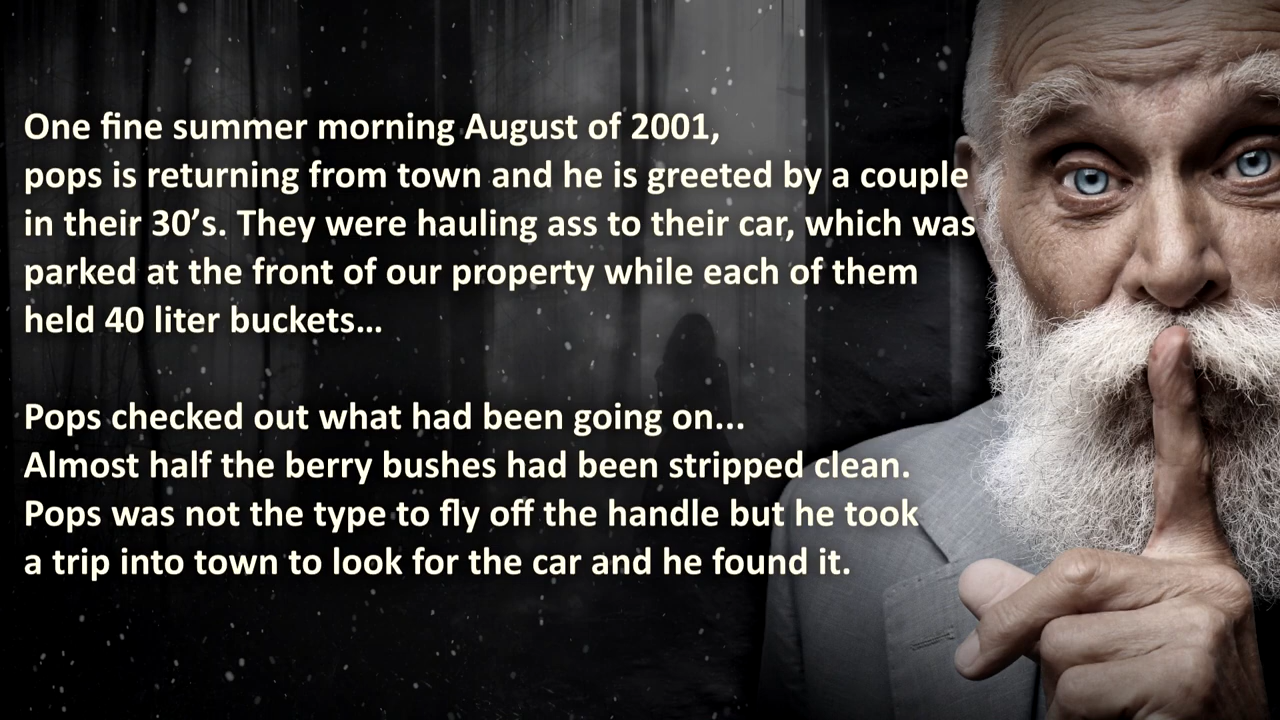 One fine summer morning August of 2001,
pops is returning from town and he is greeted by a couple
in their 30’s. They were hauling ass to their car, which was
parked at the front of our property while each of them
held 40 liter buckets...
Pops checked out what had been going on...
Almost half the berry bushes had been stripped clean.
Pops was not the type to fly off the handle but he took
a trip into town to look for the car and he found it.